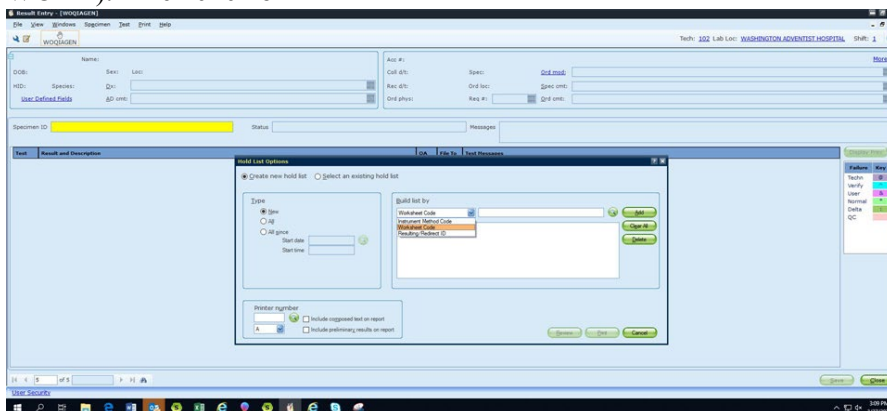 Result Entry - [WOQIAGEN]
File View Windows Specimen Test Print Help
WOQIAGEN
Tech: 102 Lab Loc: WASHINGTON ADVENTIST HOSPITAL Shift: 1
Name: Acc #: More
DOB: Sex: Loc: Coll d/t: Spec: Ord mod:
HID: Species: Dx: Rec d/t: Ord loc: Spec cmt:
User Defined Fields AD cmt: Ord phys: Req #: Ord cmt:
Specimen ID Status Messages
Test Result and Description QA File To Test Messages
Hold List Options
Failure Key
Create new hold list Select an existing hold list
Techn @
Verify
User &
Normal *
Delta
QC
Type
New
All
All since
Start date
Start time
Build list by
Worksheet Code Add
Instrument Method Code
Worksheet Code
Resulting/Redirect ID
Clear All
Delete
Printer number
Include composed text on report
A Include preliminary results on report
Review Print Cancel
5 of 5 Save Close
User Security
3:09 PM